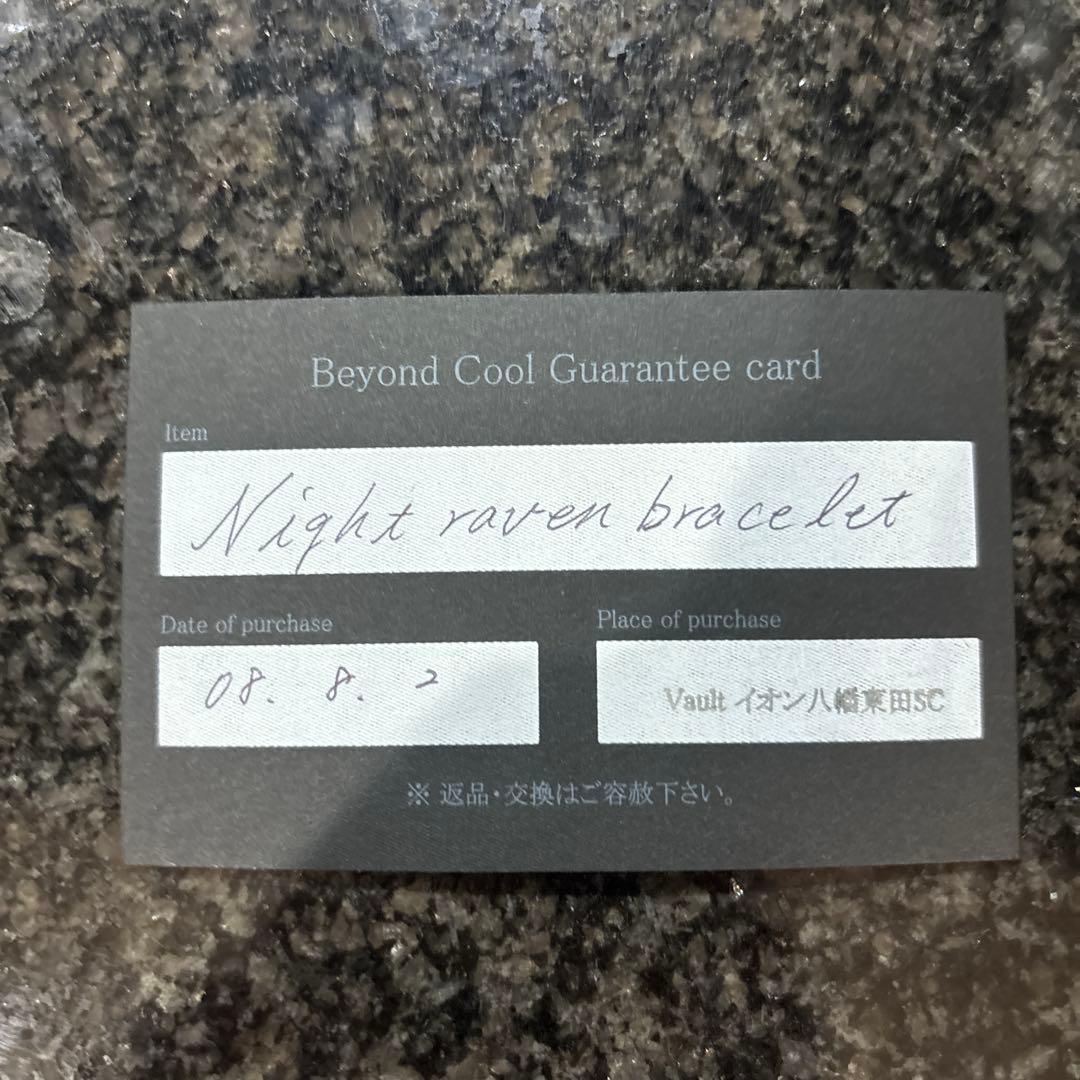 Beyond Cool Guarantee card
Item
Night raven bracelet
Date of purchase
08. 8. 2
Place of purchase
Vault イオン八幡東田SC
※ 返品・交換はご容赦下さい。